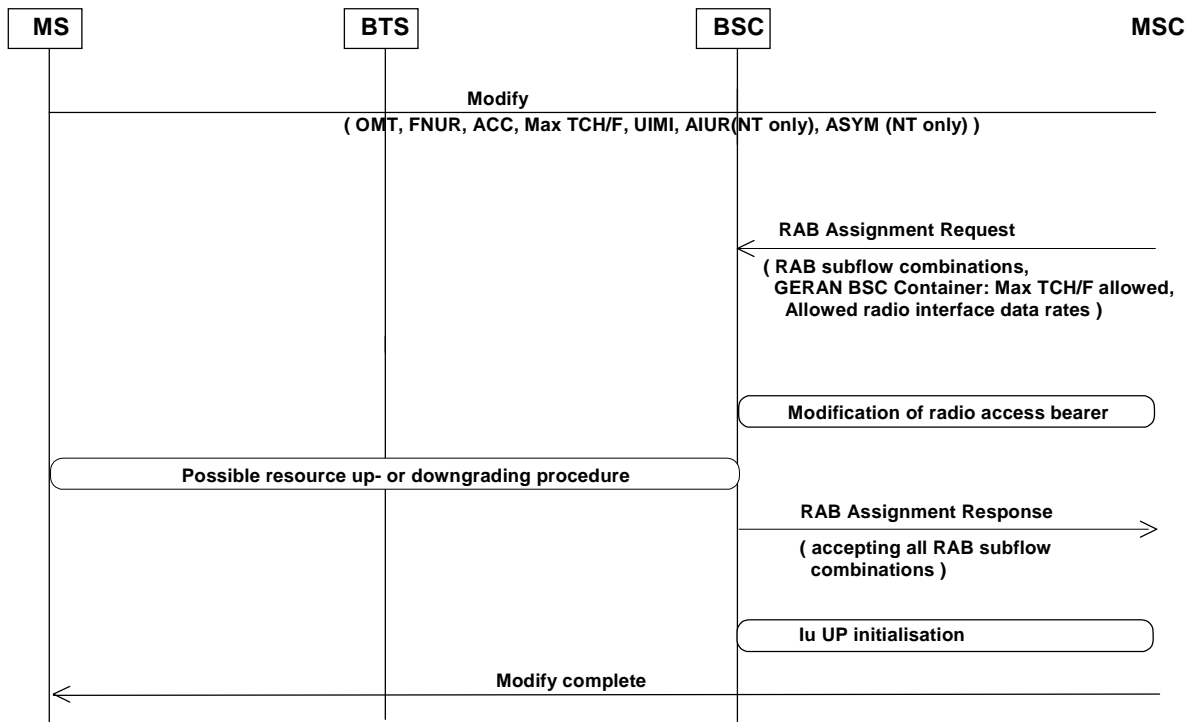 MS
BTS
BSC
MSC
Modify
( OMT, FNUR, ACC, Max TCH/F, UIMI, AIUR(NT only), ASYM (NT only) )
RAB Assignment Request
( RAB subflow combinations,
GERAN BSC Container: Max TCH/F allowed,
Allowed radio interface data rates )
Modification of radio access bearer
Possible resource up- or downgrading procedure
RAB Assignment Response
( accepting all RAB subflow
combinations )
Iu UP initialisation
Modify complete